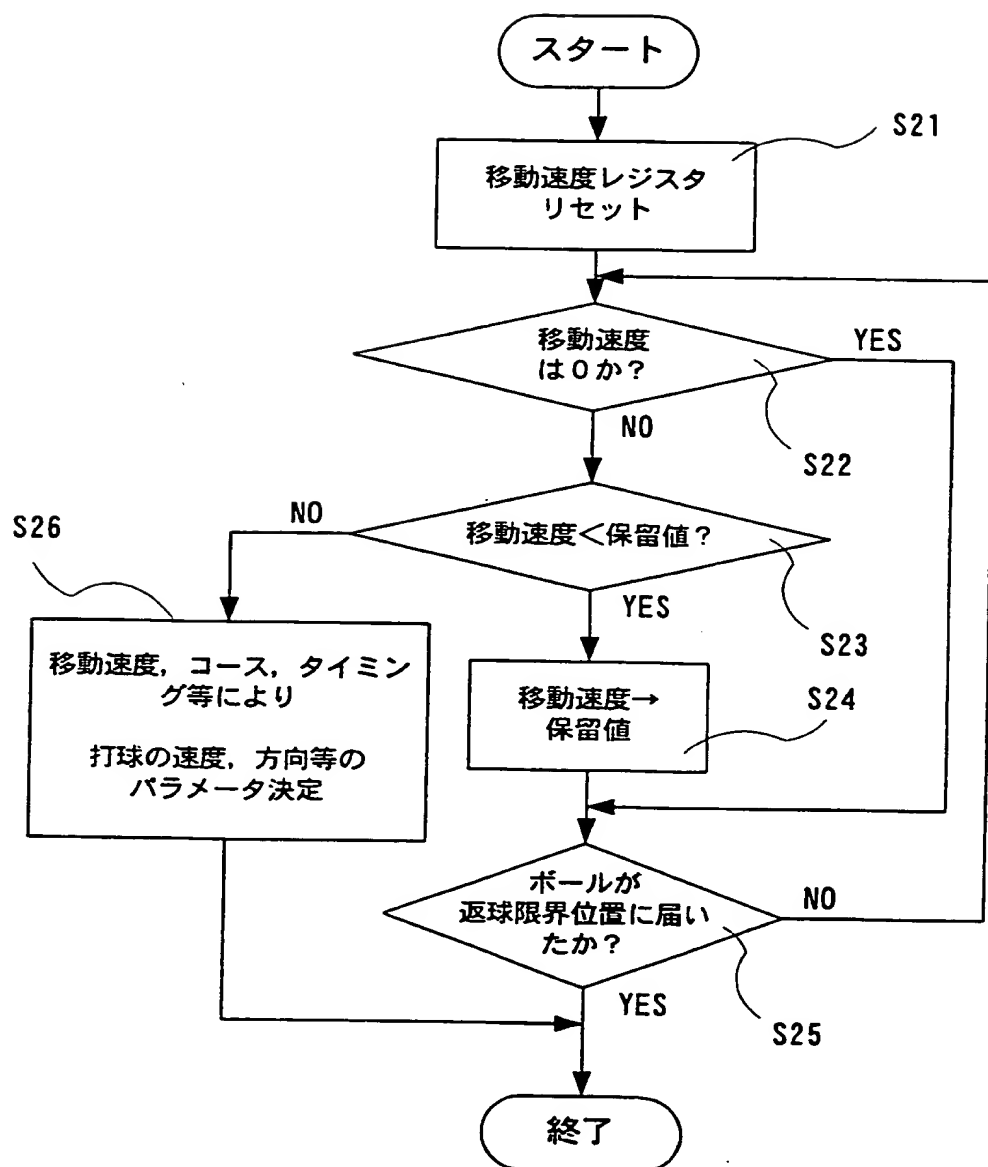 スタート
S21
移動速度レジスタ
リセット
移動速度
は0か?
YES
S22
NO
移動速度<保留値?
NO
S26
YES
S23
移動速度,コース,タイミン
グ等により
打球の速度,方向等の
パラメータ決定
移動速度→
保留値
S24
ボールが
返球限界位置に届い
たか?
NO
YES
S25
終了